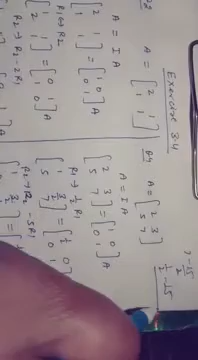 Exercise 3.4
A = [2 1
1 1]
A = I A
[2 1
1 1] = [1 0
0 1] A
R1 ↔ R2
[1 1
2 1] = [0 1
1 0] A
R2 → R2 - 2R1
Q4 A = [2 3
5 7]
A = I A
[2 3
5 7] = [1 0
0 1] A
R1 → 1/2 R1
[1 3/2
5 7] = [1/2 0
0 1]
R2 → R2 - 5R1
7 - 15/2